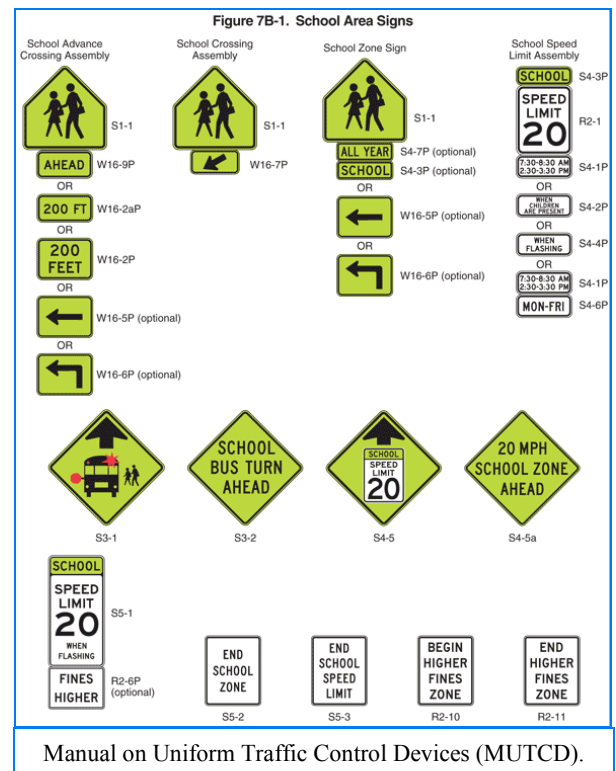 Figure 7B-1. School Area Signs
School Advance
Crossing Assembly
S1-1
AHEAD
W16-9P
OR
200 FT
W16-2aP
OR
200
FEET
W16-2P
OR
W16-5P (optional)
OR
W16-6P (optional)
School Crossing
Assembly
S1-1
W16-7P
School Zone Sign
S1-1
ALL YEAR
S4-7P (optional)
SCHOOL
S4-3P (optional)
OR
W16-5P (optional)
OR
W16-6P (optional)
School Speed
Limit Assembly
SCHOOL
S4-3P
SPEED
LIMIT
20
R2-1
7:30-8:30 AM
2:30-3:30 PM
S4-1P
OR
WHEN
CHILDREN
ARE PRESENT
S4-2P
OR
WHEN
FLASHING
S4-4P
OR
7:30-8:30 AM
2:30-3:30 PM
S4-1P
MON-FRI
S4-6P
S3-1
SCHOOL
BUS TURN
AHEAD
S3-2
SCHOOL
SPEED
LIMIT
20
S4-5
20 MPH
SCHOOL ZONE
AHEAD
S4-5a
SCHOOL
SPEED
LIMIT
20
WHEN
FLASHING
S5-1
FINES
HIGHER
R2-6P
(optional)
END
SCHOOL
ZONE
S5-2
END
SCHOOL
SPEED
LIMIT
S5-3
BEGIN
HIGHER
FINES
ZONE
R2-10
END
HIGHER
FINES
ZONE
R2-11
Manual on Uniform Traffic Control Devices (MUTCD).